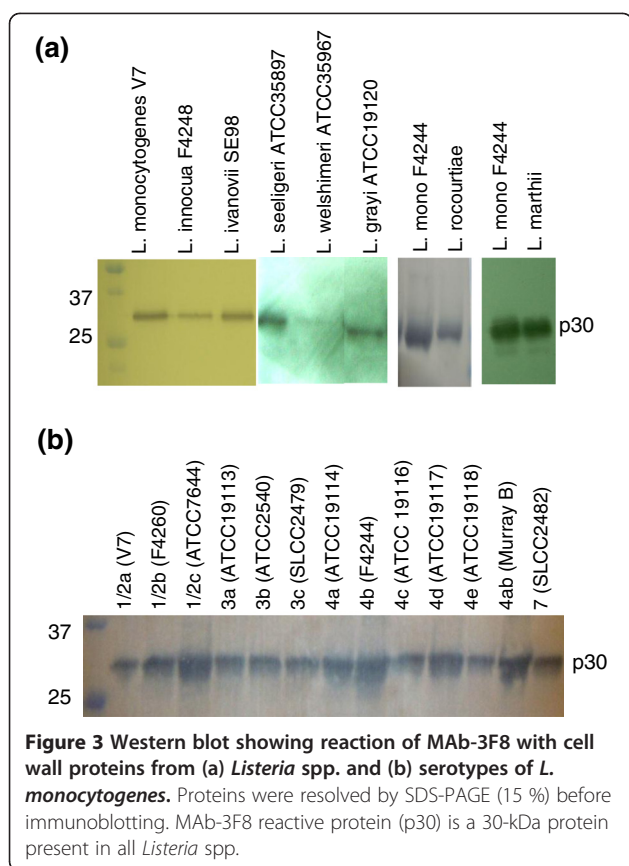 (a)
L. monocytogenes V7
L. innocua F4248
L. ivanovii SE98
L. seeligeri ATCC35897
L. welshimeri ATCC35967
L. grayi ATCC19120
L. mono F4244
L. rocourtiae
L. mono F4244
L. marthii
37
25
p30
(b)
1/2a (V7)
1/2b (F4260)
1/2c (ATCC7644)
3a (ATCC19113)
3b (ATCC2540)
3c (SLCC2479)
4a (ATCC19114)
4b (F4244)
4c (ATCC 19116)
4d (ATCC19117)
4e (ATCC19118)
4ab (Murray B)
7 (SLCC2482)
37
25
p30
Figure 3 Western blot showing reaction of MAb-3F8 with cell
wall proteins from (a) Listeria spp. and (b) serotypes of L.
monocytogenes. Proteins were resolved by SDS-PAGE (15 %) before
immunoblotting. MAb-3F8 reactive protein (p30) is a 30-kDa protein
present in all Listeria spp.